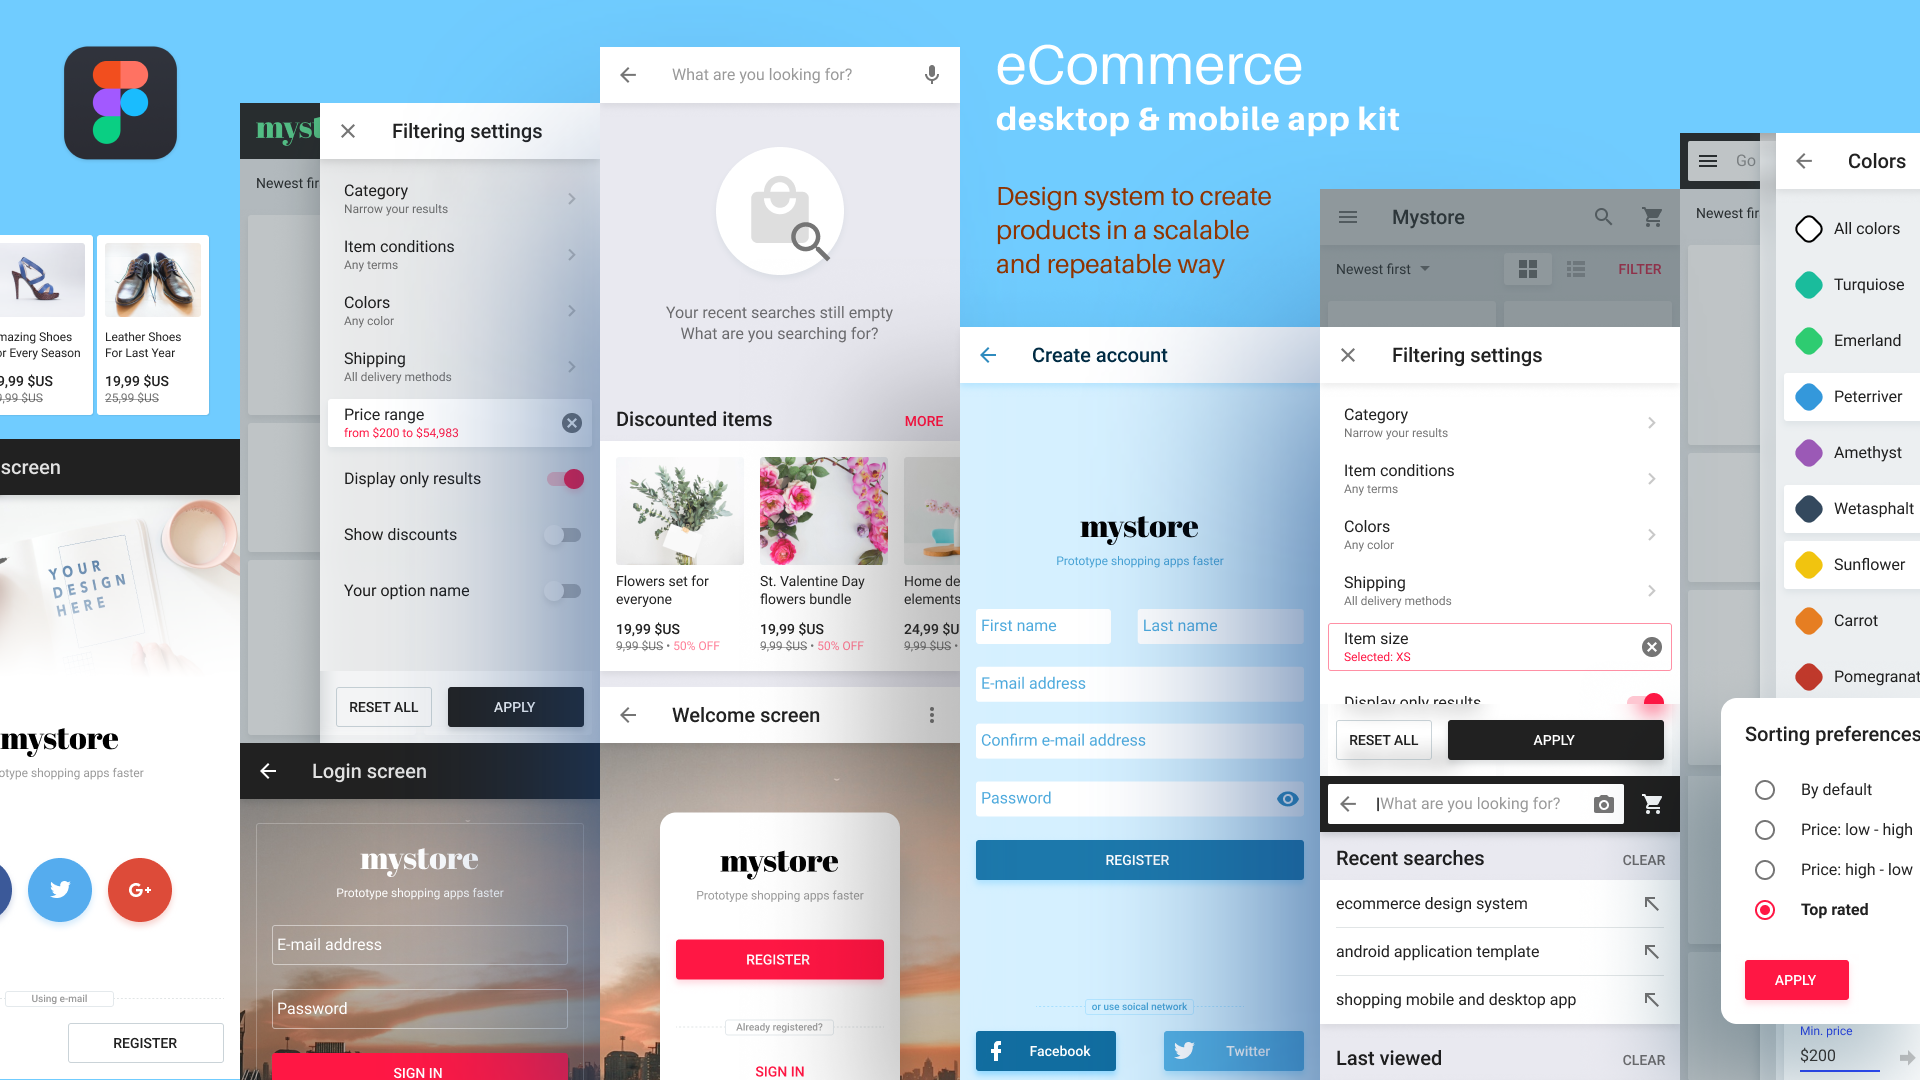 eCommerce
desktop & mobile app kit
Design system to create
products in a scalable
and repeatable way
mazing Shoes
or Every Season
9,99 $US
9,99 $US
Leather Shoes
For Last Year
19,99 $US
25,99 $US
screen
YOUR
DESIGN
HERE
mystore
totype shopping apps faster
G+
Using e-mail
REGISTER
myst
Newest fir
Filtering settings
Category
Narrow your results
Item conditions
Any terms
Colors
Any color
Shipping
All delivery methods
Price range
from $200 to $54,983
Display only results
Show discounts
Your option name
RESET ALL
APPLY
Login screen
mystore
Prototype shopping apps faster
E-mail address
Password
SIGN IN
What are you looking for?
Your recent searches still empty
What are you searching for?
Discounted items
MORE
Flowers set for
everyone
19,99 $US
9,99 $US • 50% OFF
St. Valentine Day
flowers bundle
19,99 $US
9,99 $US • 50% OFF
Home de
elements
24,99 $U
9,99 $US •
Welcome screen
mystore
Prototype shopping apps faster
REGISTER
Already registered?
SIGN IN
Create account
mystore
Prototype shopping apps faster
First name
Last name
E-mail address
Confirm e-mail address
Password
REGISTER
or use soical network
Facebook
Twitter
Mystore
Newest first
FILTER
Filtering settings
Category
Narrow your results
Item conditions
Any terms
Colors
Any color
Shipping
All delivery methods
Item size
Selected: XS
Display only results
RESET ALL
APPLY
What are you looking for?
Recent searches
CLEAR
ecommerce design system
android application template
shopping mobile and desktop app
Last viewed
CLEAR
Go
Newest fir
Colors
All colors
Turquiose
Emerland
Peterriver
Amethyst
Wetasphalt
Sunflower
Carrot
Pomegranat
Sorting preferences
By default
Price: low - high
Price: high - low
Top rated
APPLY
Min. price
$200